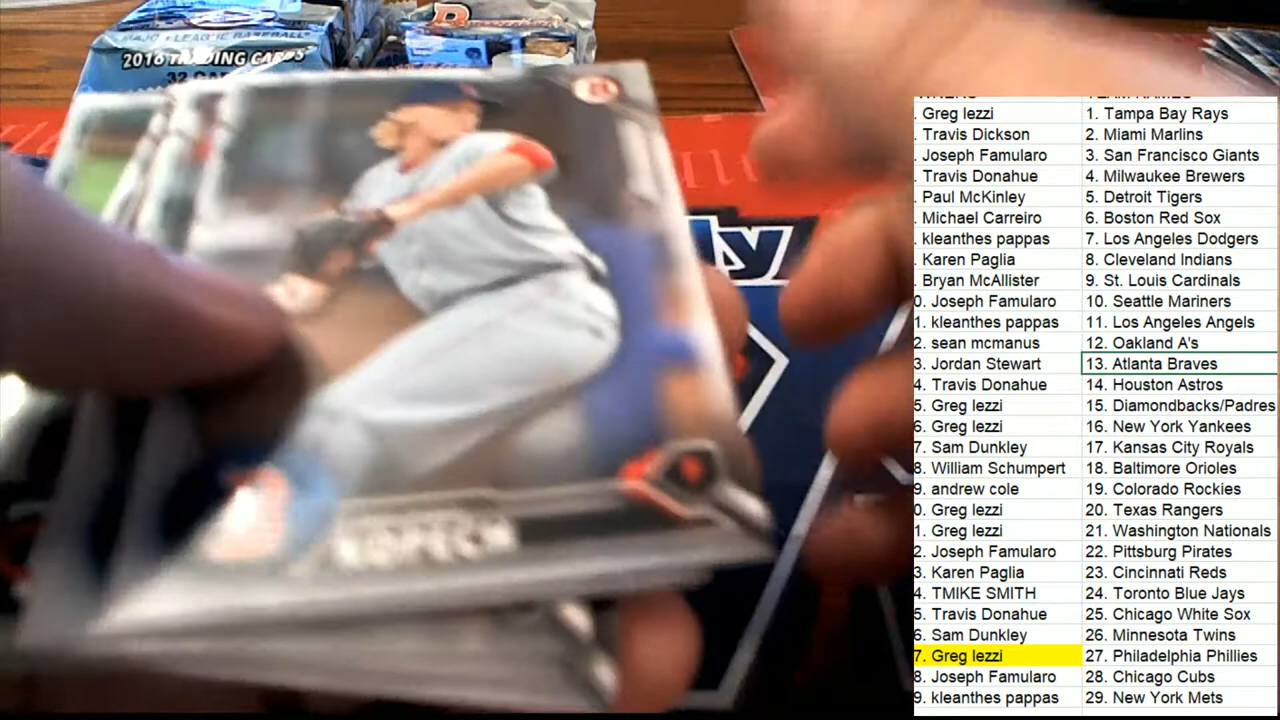 MAJOR LEAGUE BASEBALL
2016 TRADING CARDS
32 CAR
B
ly
KOPECH
. Greg Iezzi 1. Tampa Bay Rays
. Travis Dickson 2. Miami Marlins
. Joseph Famularo 3. San Francisco Giants
. Travis Donahue 4. Milwaukee Brewers
. Paul McKinley 5. Detroit Tigers
. Michael Carreiro 6. Boston Red Sox
. kleanthes pappas 7. Los Angeles Dodgers
. Karen Paglia 8. Cleveland Indians
. Bryan McAllister 9. St. Louis Cardinals
0. Joseph Famularo 10. Seattle Mariners
1. kleanthes pappas 11. Los Angeles Angels
2. sean mcmanus 12. Oakland A's
3. Jordan Stewart 13. Atlanta Braves
4. Travis Donahue 14. Houston Astros
5. Greg Iezzi 15. Diamondbacks/Padres
6. Greg Iezzi 16. New York Yankees
7. Sam Dunkley 17. Kansas City Royals
8. William Schumpert 18. Baltimore Orioles
9. andrew cole 19. Colorado Rockies
0. Greg Iezzi 20. Texas Rangers
1. Greg Iezzi 21. Washington Nationals
2. Joseph Famularo 22. Pittsburg Pirates
3. Karen Paglia 23. Cincinnati Reds
4. TMIKE SMITH 24. Toronto Blue Jays
5. Travis Donahue 25. Chicago White Sox
6. Sam Dunkley 26. Minnesota Twins
7. Greg Iezzi 27. Philadelphia Phillies
8. Joseph Famularo 28. Chicago Cubs
9. kleanthes pappas 29. New York Mets